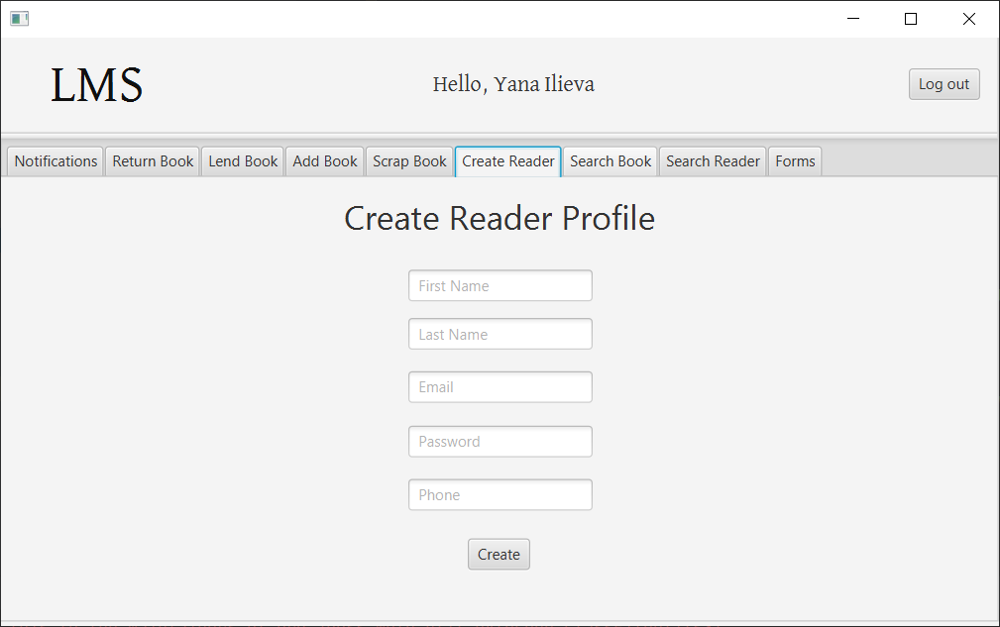 LMS
Hello, Yana Ilieva
Log out
Notifications Return Book Lend Book Add Book Scrap Book Create Reader Search Book Search Reader Forms
Create Reader Profile
First Name
Last Name
Email
Password
Phone
Create